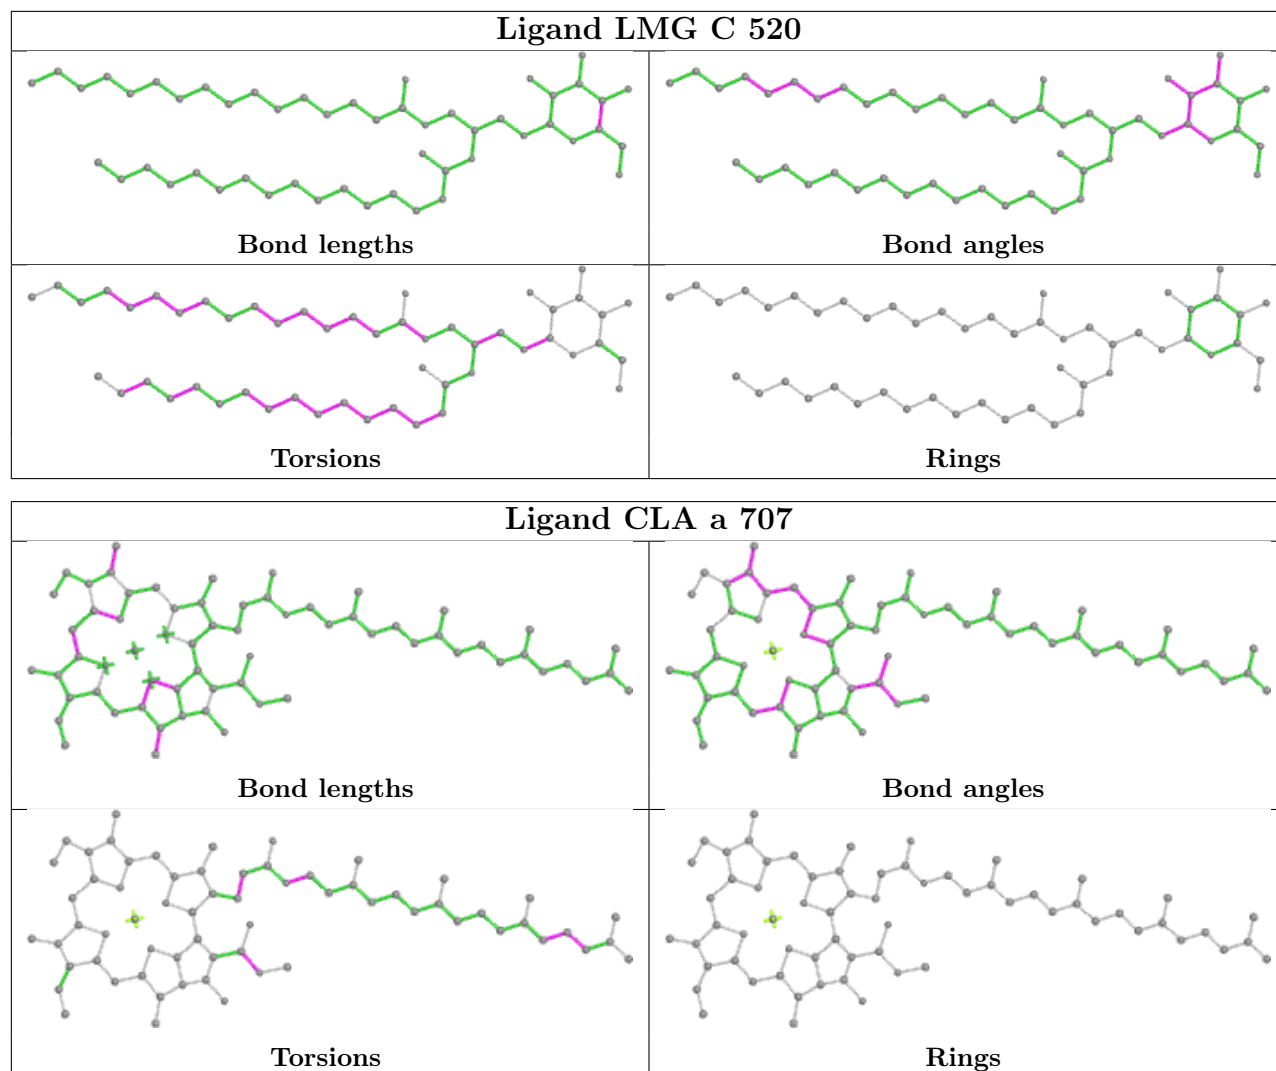 Ligand LMG C 520
Bond lengths
Bond angles
Torsions
Rings
Ligand CLA a 707
Bond lengths
Bond angles
Torsions
Rings